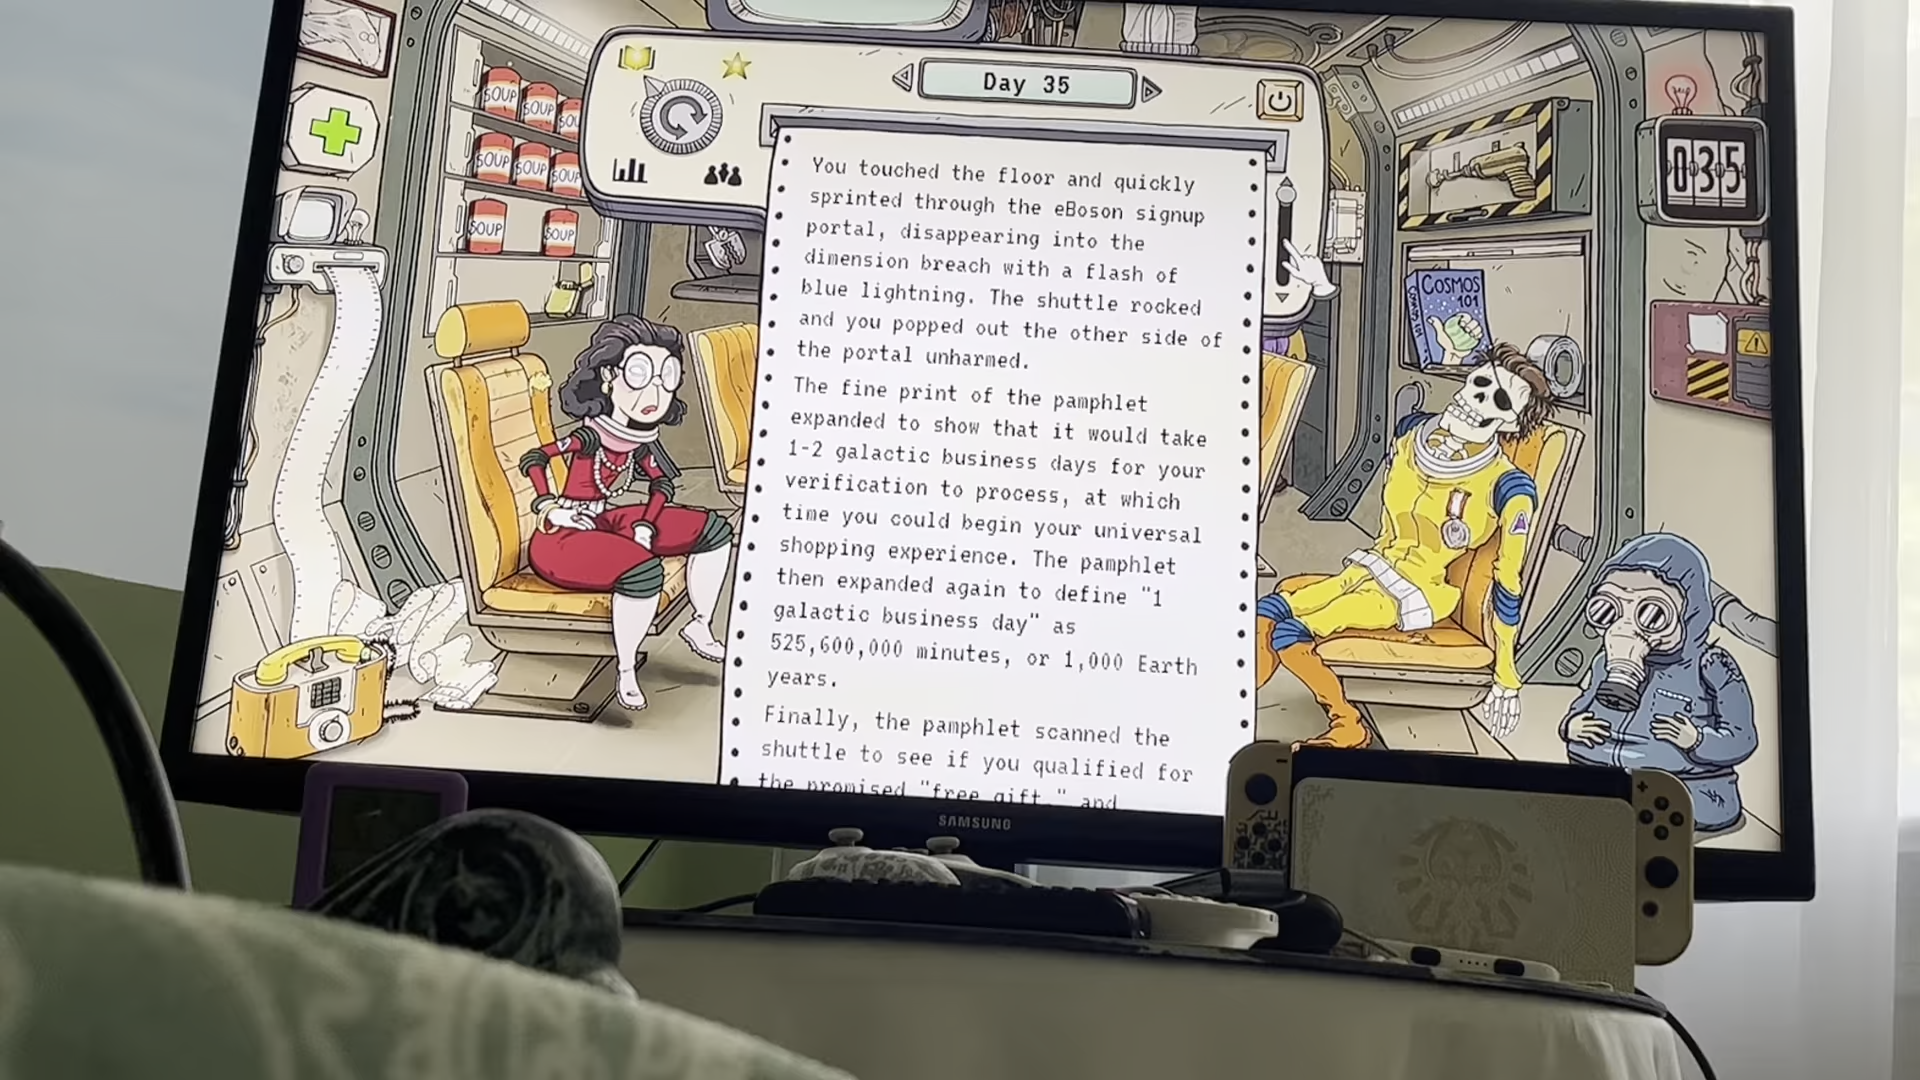 Day 35
SOUP
SOUP
SOU
SOUP
SOUP
SOUP
SOUP
SOUP
035
COSMOS
101
You touched the floor and quickly
sprinted through the eBoson signup
portal, disappearing into the
dimension breach with a flash of
blue lightning. The shuttle rocked
and you popped out the other side of
the portal unharmed.
The fine print of the pamphlet
expanded to show that it would take
1-2 galactic business days for your
verification to process, at which
time you could begin your universal
shopping experience. The pamphlet
then expanded again to define "1
galactic business day" as
525,600,000 minutes, or 1,000 Earth
years.
Finally, the pamphlet scanned the
shuttle to see if you qualified for
the promised "free gift," and
SAMSUNG